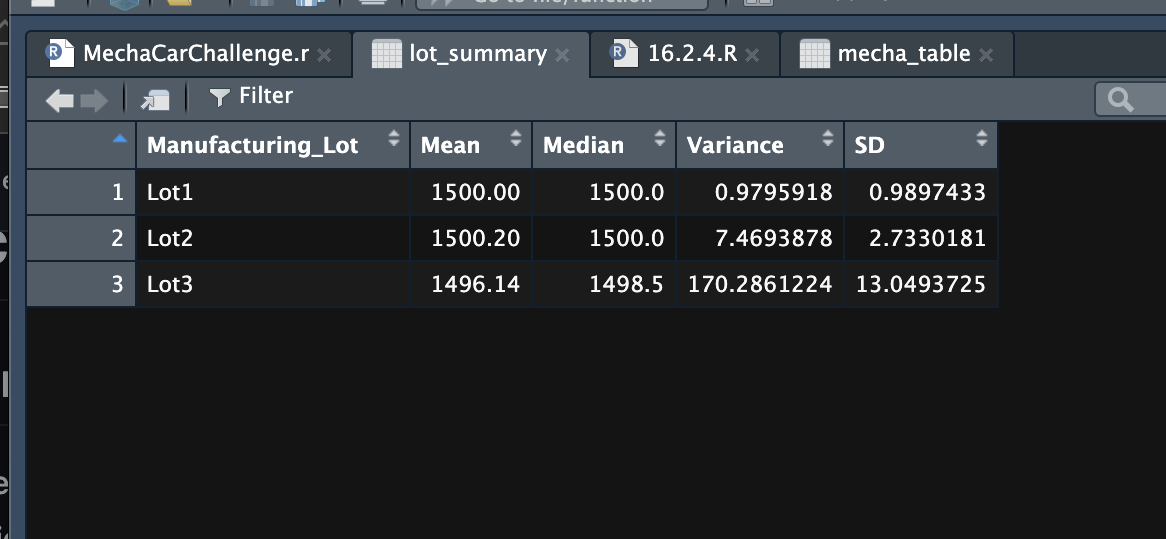 Go to file/function
MechaCarChallenge.r lot_summary 16.2.4.R mecha_table
Filter
Manufacturing_Lot Mean Median Variance SD
1 Lot1 1500.00 1500.0 0.9795918 0.9897433
2 Lot2 1500.20 1500.0 7.4693878 2.7330181
3 Lot3 1496.14 1498.5 170.2861224 13.0493725